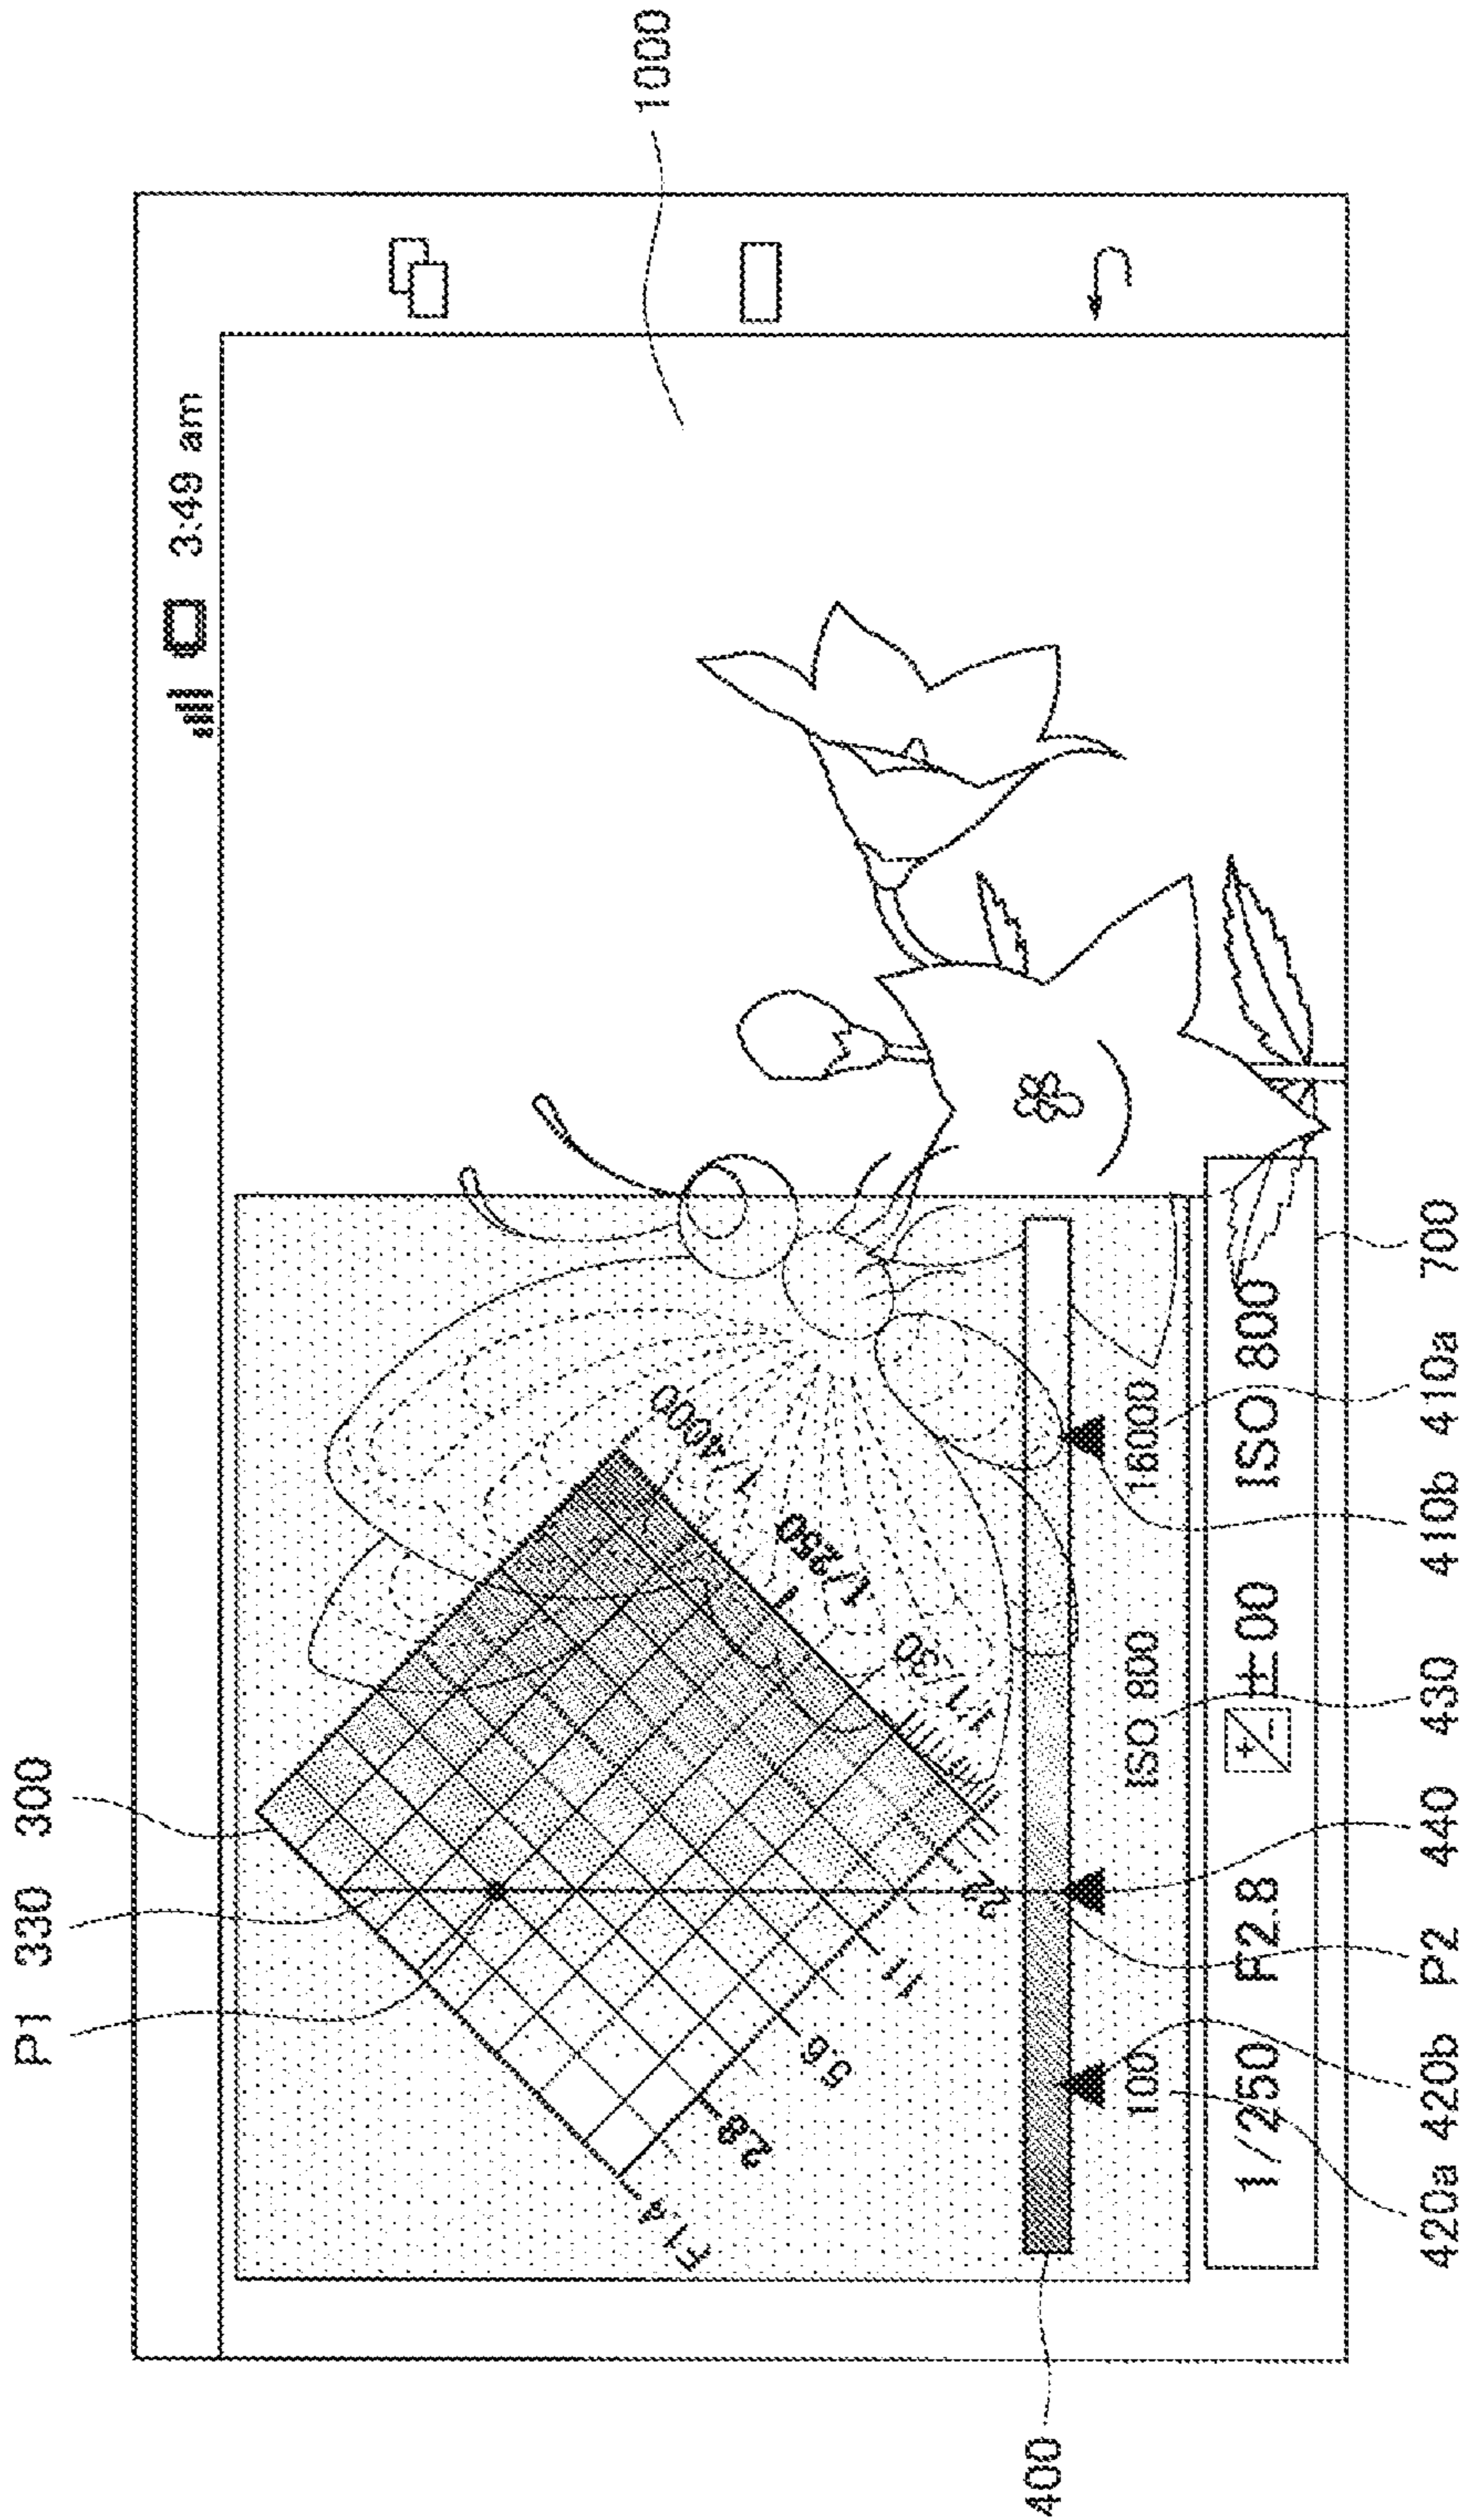 P1 330 300
3:49 am
1000
F1.4
2.8
5.6
11
22
1/30
1/250
1/4000
400
100 ISO 800 16000
1/250 F2.8 +/- ±00 ISO 800
420a 420b P2 440 430 410b 410a 700